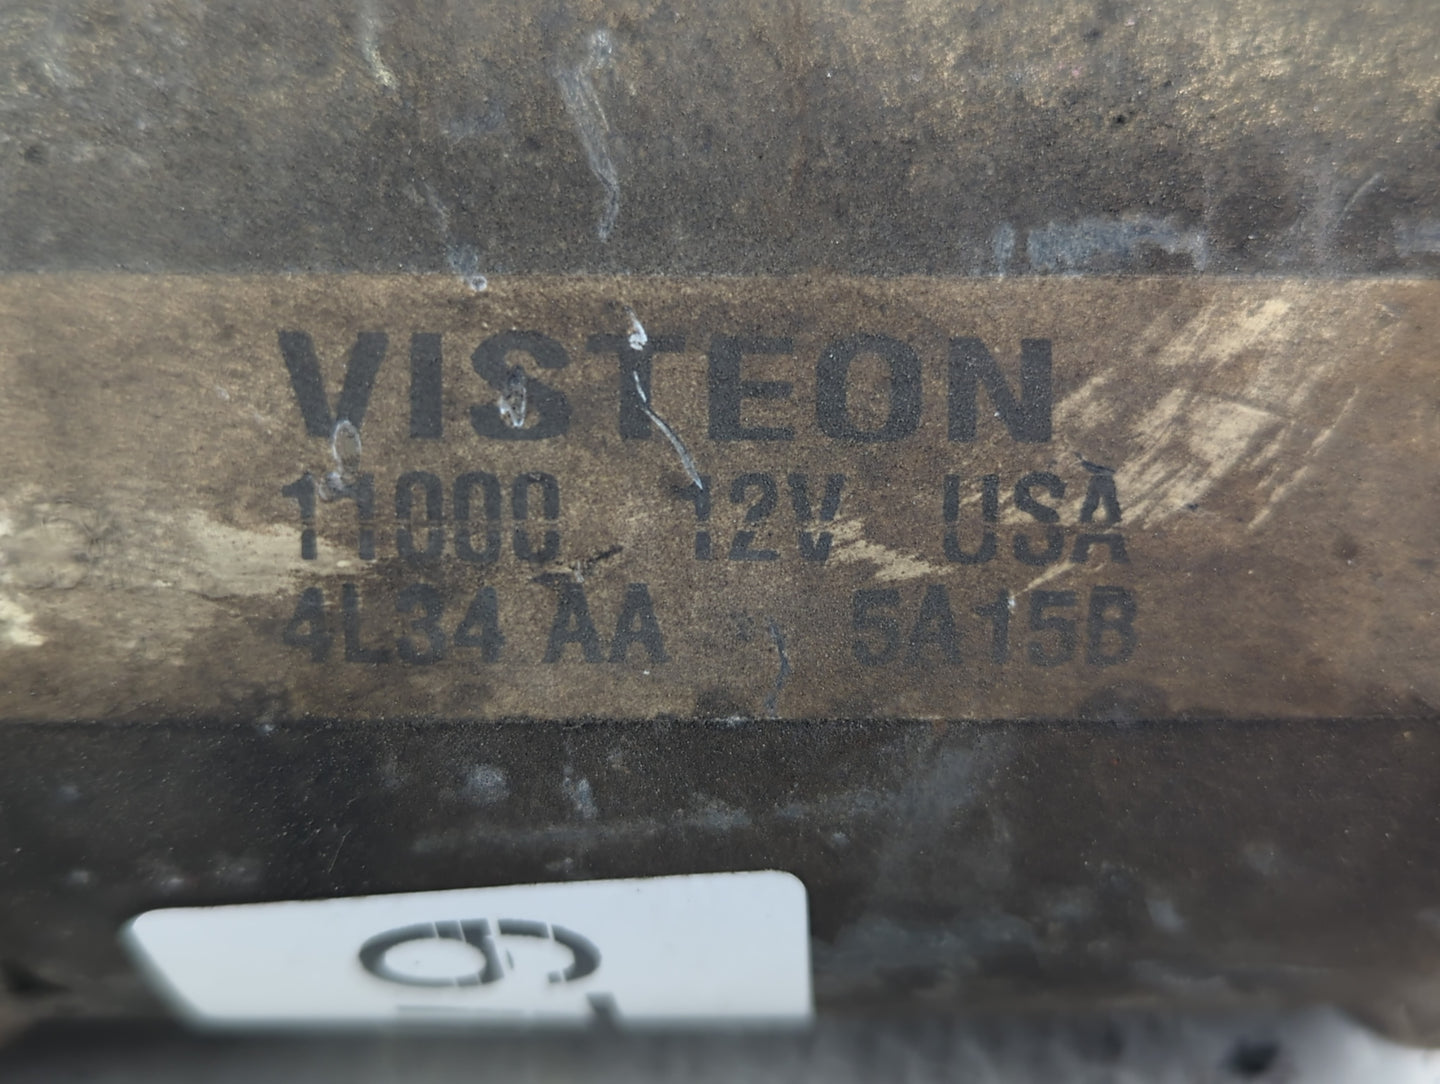 VISTEON
11000 12V USA
4L34 AA 5A15B